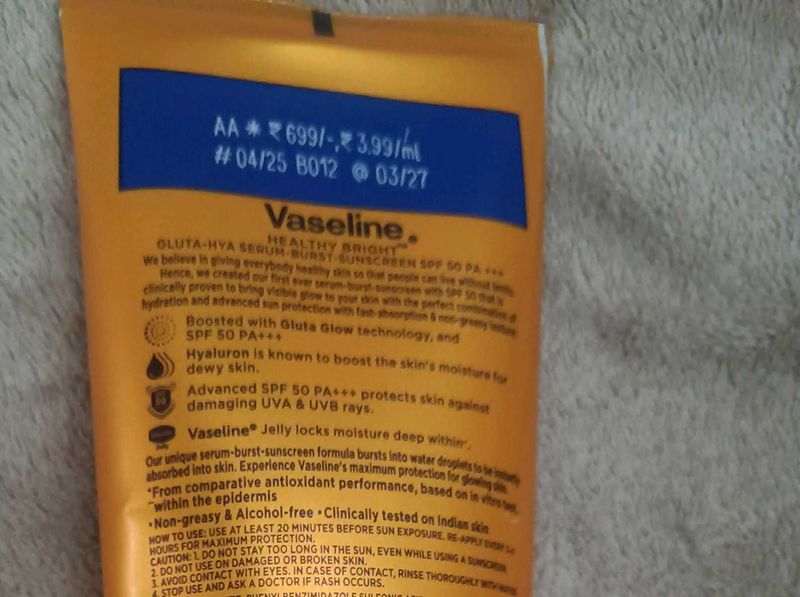 AA * ₹ 699/-, ₹ 3.99/ml
# 04/25 B012 @ 03/27
Vaseline®
HEALTHY BRIGHT™
GLUTA-HYA SERUM-BURST-SUNSCREEN SPF 50 PA +++
We believe in giving everybody healthy skin so that people can live without limits.
Hence, we created our first ever serum-burst-sunscreen with SPF 50 that is
clinically proven to bring visible glow to your skin with the perfect combination of
hydration and advanced sun protection with fast-absorption & non-greasy texture
Boosted with Gluta Glow technology, and
SPF 50 PA+++
Hyaluron is known to boost the skin's moisture for
dewy skin.
50
Advanced SPF 50 PA+++ protects skin against
damaging UVA & UVB rays.
Jelly
Vaseline® Jelly locks moisture deep within
Our unique serum-burst-sunscreen formula bursts into water droplets to be instantly
absorbed into skin. Experience Vaseline's maximum protection for glowing skin.
*From comparative antioxidant performance, based on in vitro test.
within the epidermis
•Non-greasy & Alcohol-free •Clinically tested on Indian skin
HOW TO USE: USE AT LEAST 20 MINUTES BEFORE SUN EXPOSURE. RE-APPLY EVERY
HOURS FOR MAXIMUM PROTECTION.
CAUTION: 1. DO NOT STAY TOO LONG IN THE SUN, EVEN WHILE USING A SUNSCREEN
2. DO NOT USE ON DAMAGED OR BROKEN SKIN.
3. AVOID CONTACT WITH EYES. IN CASE OF CONTACT, RINSE THOROUGHLY WITH WATER
4. STOP USE AND ASK A DOCTOR IF RASH OCCURS.
PHENYLBENZIMIDAZOLE SULFONIC